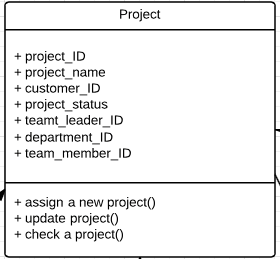 Project
+ project_ID
+ project_name
+ customer_ID
+ project_status
+ teamt_leader_ID
+ department_ID
+ team_member_ID
+ assign a new project()
+ update project()
+ check a project()